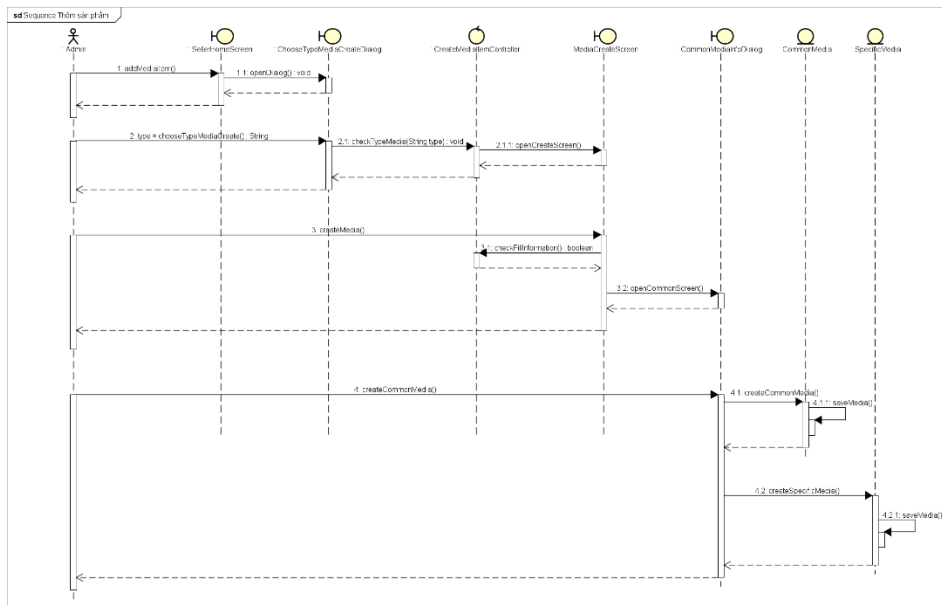 sd Sequence Thêm sản phẩm
Admin
SellerHomeScreen
ChooseTypeMediaCreateDialog
CreateMediaItemController
MediaCreateScreen
CommonMediaInfoDialog
CommonMedia
SpecificMedia
1: addMediaItem()
1.1: openDialog() : void
2: type = chooseTypeMediaCreate() : String
2.1: checkTypeMedia(String type) : void
2.1.1: openCreateScreen()
3: createMedia()
3.1: checkFillInformation() : boolean
3.2: openCommonScreen()
4: createCommonMedia()
4.1: createCommonMedia()
4.1.1: saveMedia()
4.2: createSpecificMedia()
4.2.1: saveMedia()